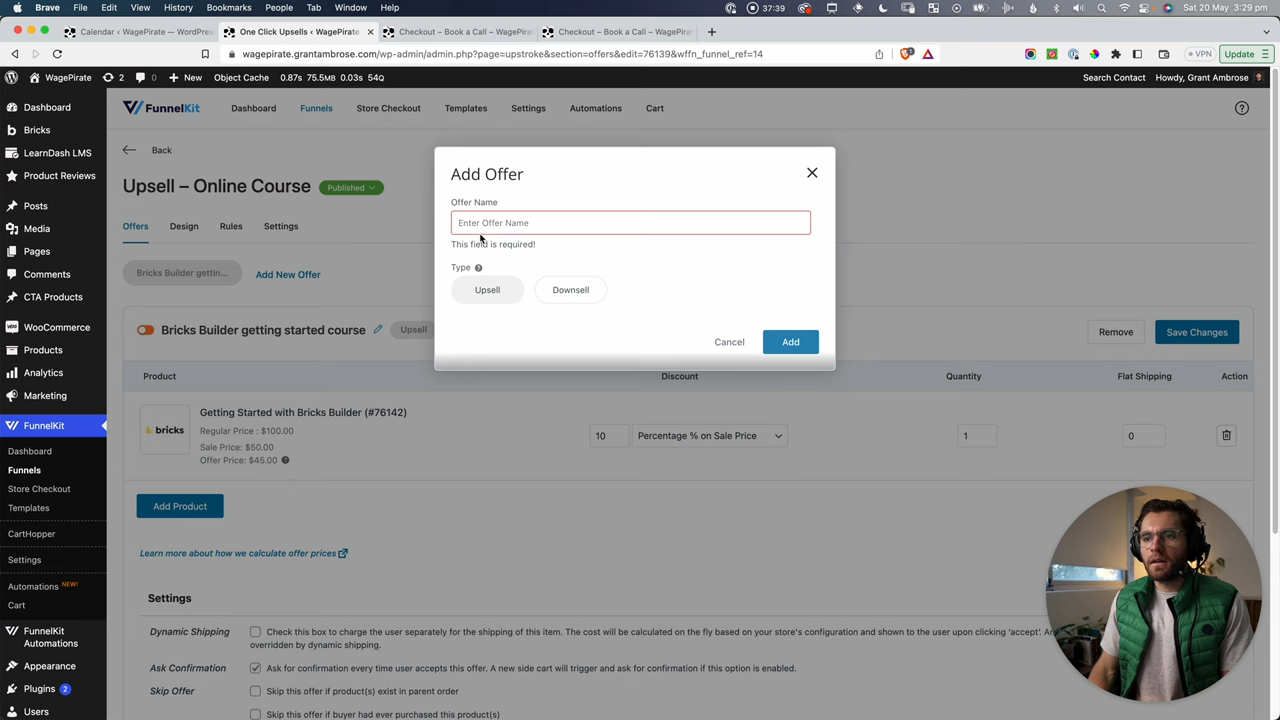 Brave File Edit View History Bookmarks People Tab Window Help 37:39 Sat 20 May 3:29 pm
Calendar ‹ WagePirate — WordPres One Click Upsells ‹ WagePirate — Checkout – Book a Call – WagePirat Checkout – Book a Call – WagePirat
wagepirate.grantambrose.com/wp-admin/admin.php?page=upstroke&section=offers&edit=76139&wffn_funnel_ref=14 VPN Update
WagePirate 2 0 New Object Cache 0.87s 75.5MB 0.03s 54Q Search Contact Howdy, Grant Ambrose
Dashboard
Bricks
LearnDash LMS
Product Reviews
Posts
Media
Pages
Comments
CTA Products
WooCommerce
Products
Analytics
Marketing
FunnelKit
Dashboard
Funnels
Store Checkout
Templates
CartHopper
Settings
Automations NEW!
Cart
FunnelKit
Automations
Appearance
Plugins 2
Users
FunnelKit Dashboard Funnels Store Checkout Templates Settings Automations Cart
Back
Upsell – Online Course Published
Offers Design Rules Settings
Bricks Builder gettin... Add New Offer
Bricks Builder getting started course Upsell Remove Save Changes
Product Discount Quantity Flat Shipping Action
bricks
Getting Started with Bricks Builder (#76142)
Regular Price : $100.00
Sale Price: $50.00
Offer Price: $45.00
10 Percentage % on Sale Price 1 0
Add Product
Learn more about how we calculate offer prices
Settings
Dynamic Shipping Check this box to charge the user separately for the shipping of this item. The cost will be calculated on the fly based on your store's configuration and shown to the user upon clicking 'accept'.
overridden by dynamic shipping.
Ask Confirmation Ask for confirmation every time user accepts this offer. A new side cart will trigger and ask for confirmation if this option is enabled.
Skip Offer Skip this offer if product(s) exist in parent order
Skip this offer if buyer had ever purchased this product(s)
Add Offer
Offer Name
Enter Offer Name
This field is required!
Type
Upsell Downsell
Cancel Add